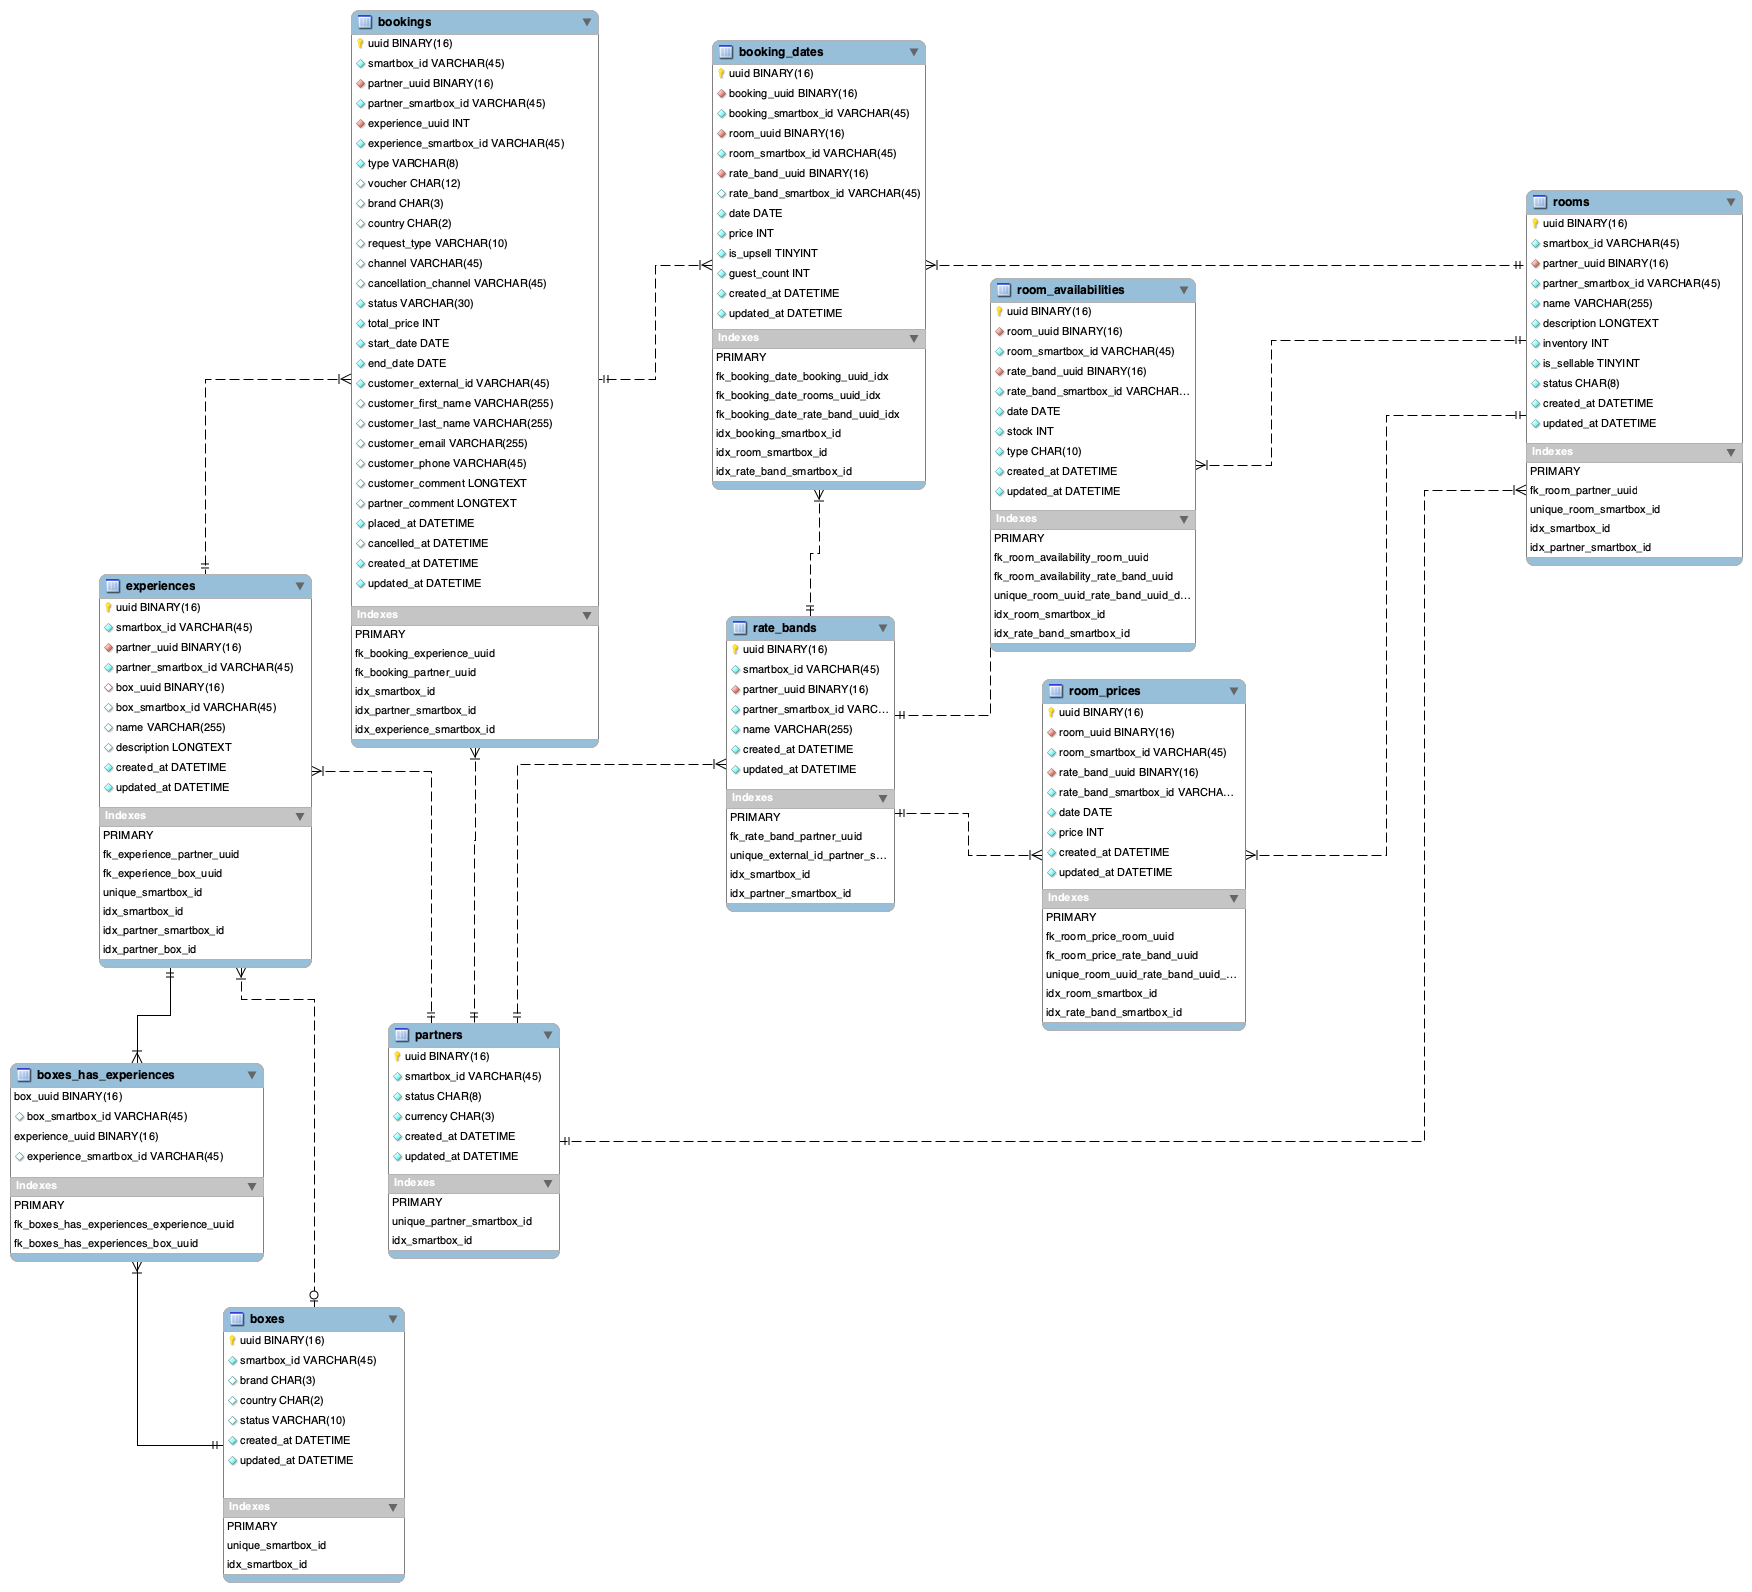 bookings
uuid BINARY(16)
smartbox_id VARCHAR(45)
partner_uuid BINARY(16)
partner_smartbox_id VARCHAR(45)
experience_uuid INT
experience_smartbox_id VARCHAR(45)
type VARCHAR(8)
voucher CHAR(12)
brand CHAR(3)
country CHAR(2)
request_type VARCHAR(10)
channel VARCHAR(45)
cancellation_channel VARCHAR(45)
status VARCHAR(30)
total_price INT
start_date DATE
end_date DATE
customer_external_id VARCHAR(45)
customer_first_name VARCHAR(255)
customer_last_name VARCHAR(255)
customer_email VARCHAR(255)
customer_phone VARCHAR(45)
customer_comment LONGTEXT
partner_comment LONGTEXT
placed_at DATETIME
cancelled_at DATETIME
created_at DATETIME
updated_at DATETIME
Indexes
PRIMARY
fk_booking_experience_uuid
fk_booking_partner_uuid
idx_smartbox_id
idx_partner_smartbox_id
idx_experience_smartbox_id
booking_dates
uuid BINARY(16)
booking_uuid BINARY(16)
booking_smartbox_id VARCHAR(45)
room_uuid BINARY(16)
room_smartbox_id VARCHAR(45)
rate_band_uuid BINARY(16)
rate_band_smartbox_id VARCHAR(45)
date DATE
price INT
is_upsell TINYINT
guest_count INT
created_at DATETIME
updated_at DATETIME
Indexes
PRIMARY
fk_booking_date_booking_uuid_idx
fk_booking_date_rooms_uuid_idx
fk_booking_date_rate_band_uuid_idx
idx_booking_smartbox_id
idx_room_smartbox_id
idx_rate_band_smartbox_id
rooms
uuid BINARY(16)
smartbox_id VARCHAR(45)
partner_uuid BINARY(16)
partner_smartbox_id VARCHAR(45)
name VARCHAR(255)
description LONGTEXT
inventory INT
is_sellable TINYINT
status CHAR(8)
created_at DATETIME
updated_at DATETIME
Indexes
PRIMARY
fk_room_partner_uuid
unique_room_smartbox_id
idx_smartbox_id
idx_partner_smartbox_id
room_availabilities
uuid BINARY(16)
room_uuid BINARY(16)
room_smartbox_id VARCHAR(45)
rate_band_uuid BINARY(16)
rate_band_smartbox_id VARCHAR...
date DATE
stock INT
type CHAR(10)
created_at DATETIME
updated_at DATETIME
Indexes
PRIMARY
fk_room_availability_room_uuid
fk_room_availability_rate_band_uuid
unique_room_uuid_rate_band_uuid_d...
idx_room_smartbox_id
idx_rate_band_smartbox_id
experiences
uuid BINARY(16)
smartbox_id VARCHAR(45)
partner_uuid BINARY(16)
partner_smartbox_id VARCHAR(45)
box_uuid BINARY(16)
box_smartbox_id VARCHAR(45)
name VARCHAR(255)
description LONGTEXT
created_at DATETIME
updated_at DATETIME
Indexes
PRIMARY
fk_experience_partner_uuid
fk_experience_box_uuid
unique_smartbox_id
idx_smartbox_id
idx_partner_smartbox_id
idx_partner_box_id
rate_bands
uuid BINARY(16)
smartbox_id VARCHAR(45)
partner_uuid BINARY(16)
partner_smartbox_id VARC...
name VARCHAR(255)
created_at DATETIME
updated_at DATETIME
Indexes
PRIMARY
fk_rate_band_partner_uuid
unique_external_id_partner_s...
idx_smartbox_id
idx_partner_smartbox_id
room_prices
uuid BINARY(16)
room_uuid BINARY(16)
room_smartbox_id VARCHAR(45)
rate_band_uuid BINARY(16)
rate_band_smartbox_id VARCHA...
date DATE
price INT
created_at DATETIME
updated_at DATETIME
Indexes
PRIMARY
fk_room_price_room_uuid
fk_room_price_rate_band_uuid
unique_room_uuid_rate_band_uuid_...
idx_room_smartbox_id
idx_rate_band_smartbox_id
partners
uuid BINARY(16)
smartbox_id VARCHAR(45)
status CHAR(8)
currency CHAR(3)
created_at DATETIME
updated_at DATETIME
Indexes
PRIMARY
unique_partner_smartbox_id
idx_smartbox_id
boxes_has_experiences
box_uuid BINARY(16)
box_smartbox_id VARCHAR(45)
experience_uuid BINARY(16)
experience_smartbox_id VARCHAR(45)
Indexes
PRIMARY
fk_boxes_has_experiences_experience_uuid
fk_boxes_has_experiences_box_uuid
boxes
uuid BINARY(16)
smartbox_id VARCHAR(45)
brand CHAR(3)
country CHAR(2)
status VARCHAR(10)
created_at DATETIME
updated_at DATETIME
Indexes
PRIMARY
unique_smartbox_id
idx_smartbox_id